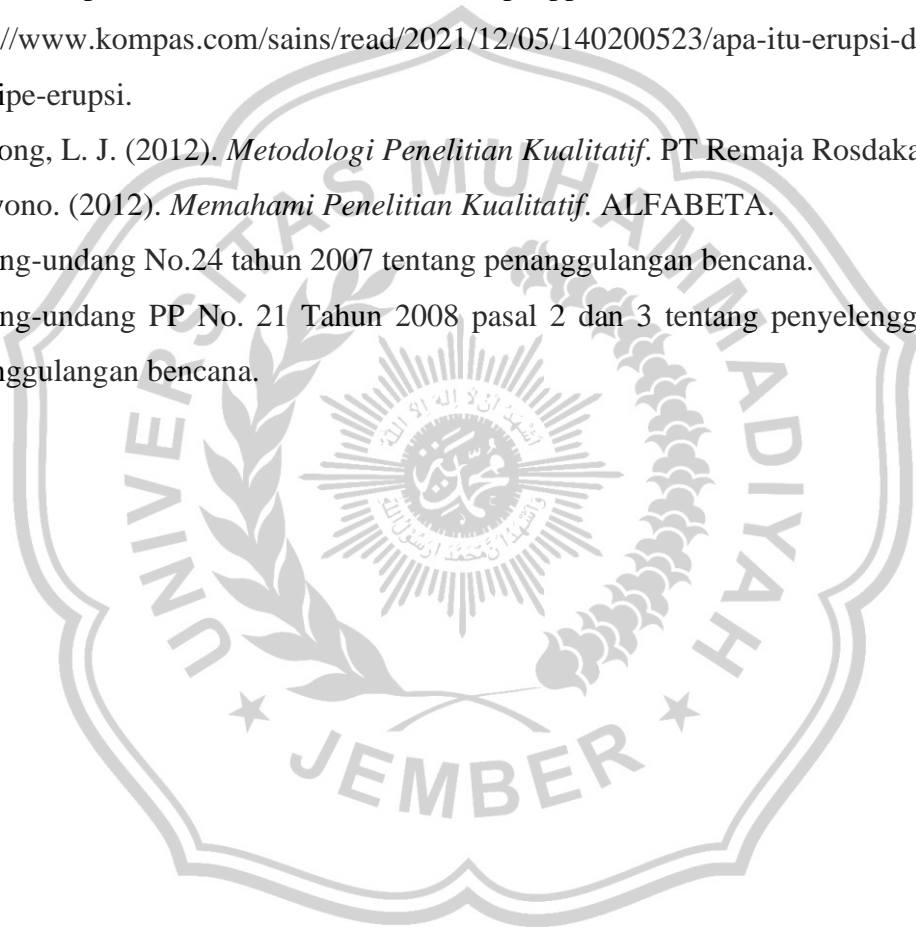 //www.kompas.com/sains/read/2021/12/05/140200523/apa-itu-erupsi-d
ipe-erupsi.
ong, L. J. (2012). Metodologi Penelitian Kualitatif. PT Remaja Rosdaka
ono. (2012). Memahami Penelitian Kualitatif. ALFABETA.
ng-undang No.24 tahun 2007 tentang penanggulangan bencana.
ng-undang PP No. 21 Tahun 2008 pasal 2 dan 3 tentang penyelengg
nggulangan bencana.
UNIVERSITAS MUHAMMADIYAH
JEMBER